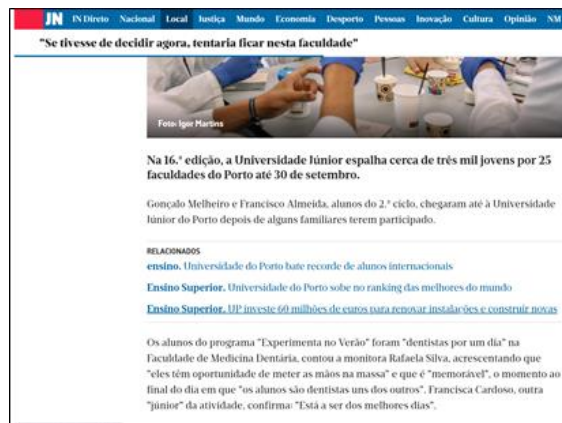 JN IN Direto Nacional Local Justiça Mundo Economia Desporto Pessoas Inovação Cultura Opinião NM
"Se tivesse de decidir agora, tentaria ficar nesta faculdade"
Foto: Igor Martins
Na 16.ª edição, a Universidade Júnior espalha cerca de três mil jovens por 25
faculdades do Porto até 30 de setembro.
Gonçalo Melheiro e Francisco Almeida, alunos do 2.º ciclo, chegaram até à Universidade
Júnior do Porto depois de alguns familiares terem participado.
RELACIONADOS
ensino. Universidade do Porto bate recorde de alunos internacionais
Ensino Superior. Universidade do Porto sobe no ranking das melhores do mundo
Ensino Superior. UP investe 60 milhões de euros para renovar instalações e construir novas
Os alunos do programa "Experimenta no Verão" foram "dentistas por um dia" na
Faculdade de Medicina Dentária, contou a monitora Rafaela Silva, acrescentando que
"eles têm oportunidade de meter as mãos na massa" e que é "memorável", o momento ao
final do dia em que "os alunos são dentistas uns dos outros". Francisca Cardoso, outra
"júnior" da atividade, confirma: "Está a ser dos melhores dias".